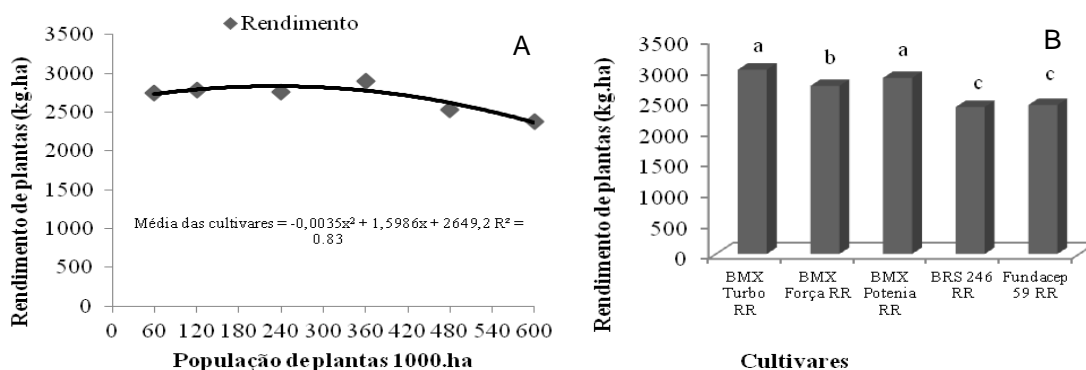 Rendimento
A
Rendimento de plantas (kg.ha)
3500
3000
2500
2000
1500
1000
500
0
Média das cultivares = -0,0035x² + 1,5986x + 2649,2 R² =
0.83
0 60 120 180 240 300 360 420 480 540 600
População de plantas 1000.ha
B
Rendimento de plantas (kg.ha)
3500
3000
2500
2000
1500
1000
500
0
a b a c c
BMX Turbo RR
BMX Força RR
BMX Potenia RR
BRS 246 RR
Fundacep 59 RR
Cultivares